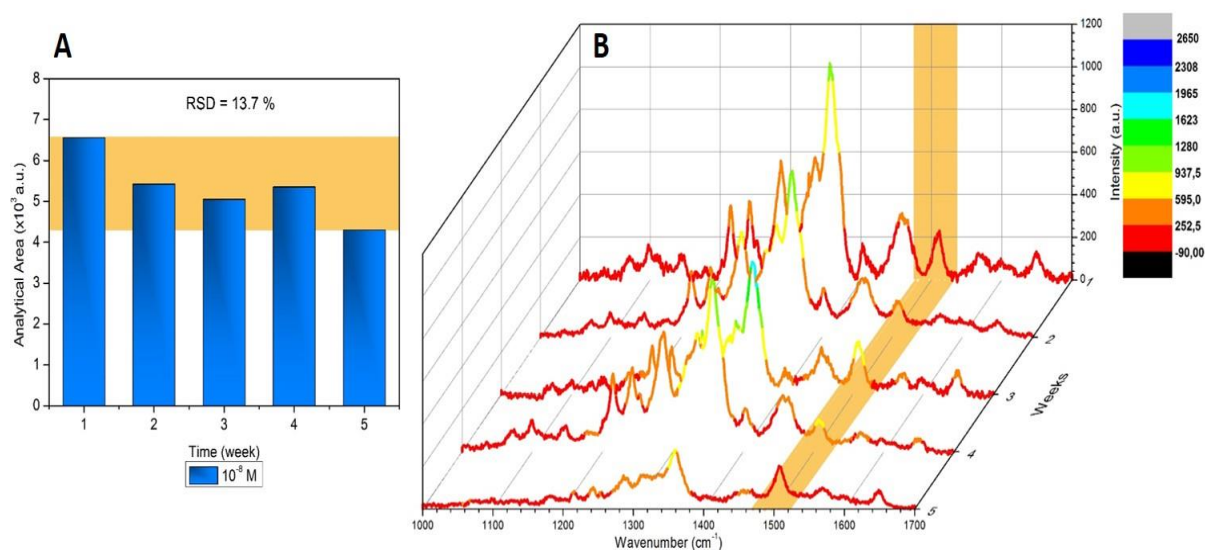 A
RSD = 13.7 %
8
7
6
5
4
3
2
1
0
Analytical Area (x10³ a.u.)
1 2 3 4 5
Time (week)
10⁻⁸ M
B
1200
1000
800
600
400
200
0
Intensity (a.u.)
1
2
3
4
5
Weeks
1000 1100 1200 1300 1400 1500 1600 1700
Wavenumber (cm⁻¹)
2650
2308
1965
1623
1280
937,5
595,0
252,5
-90,00